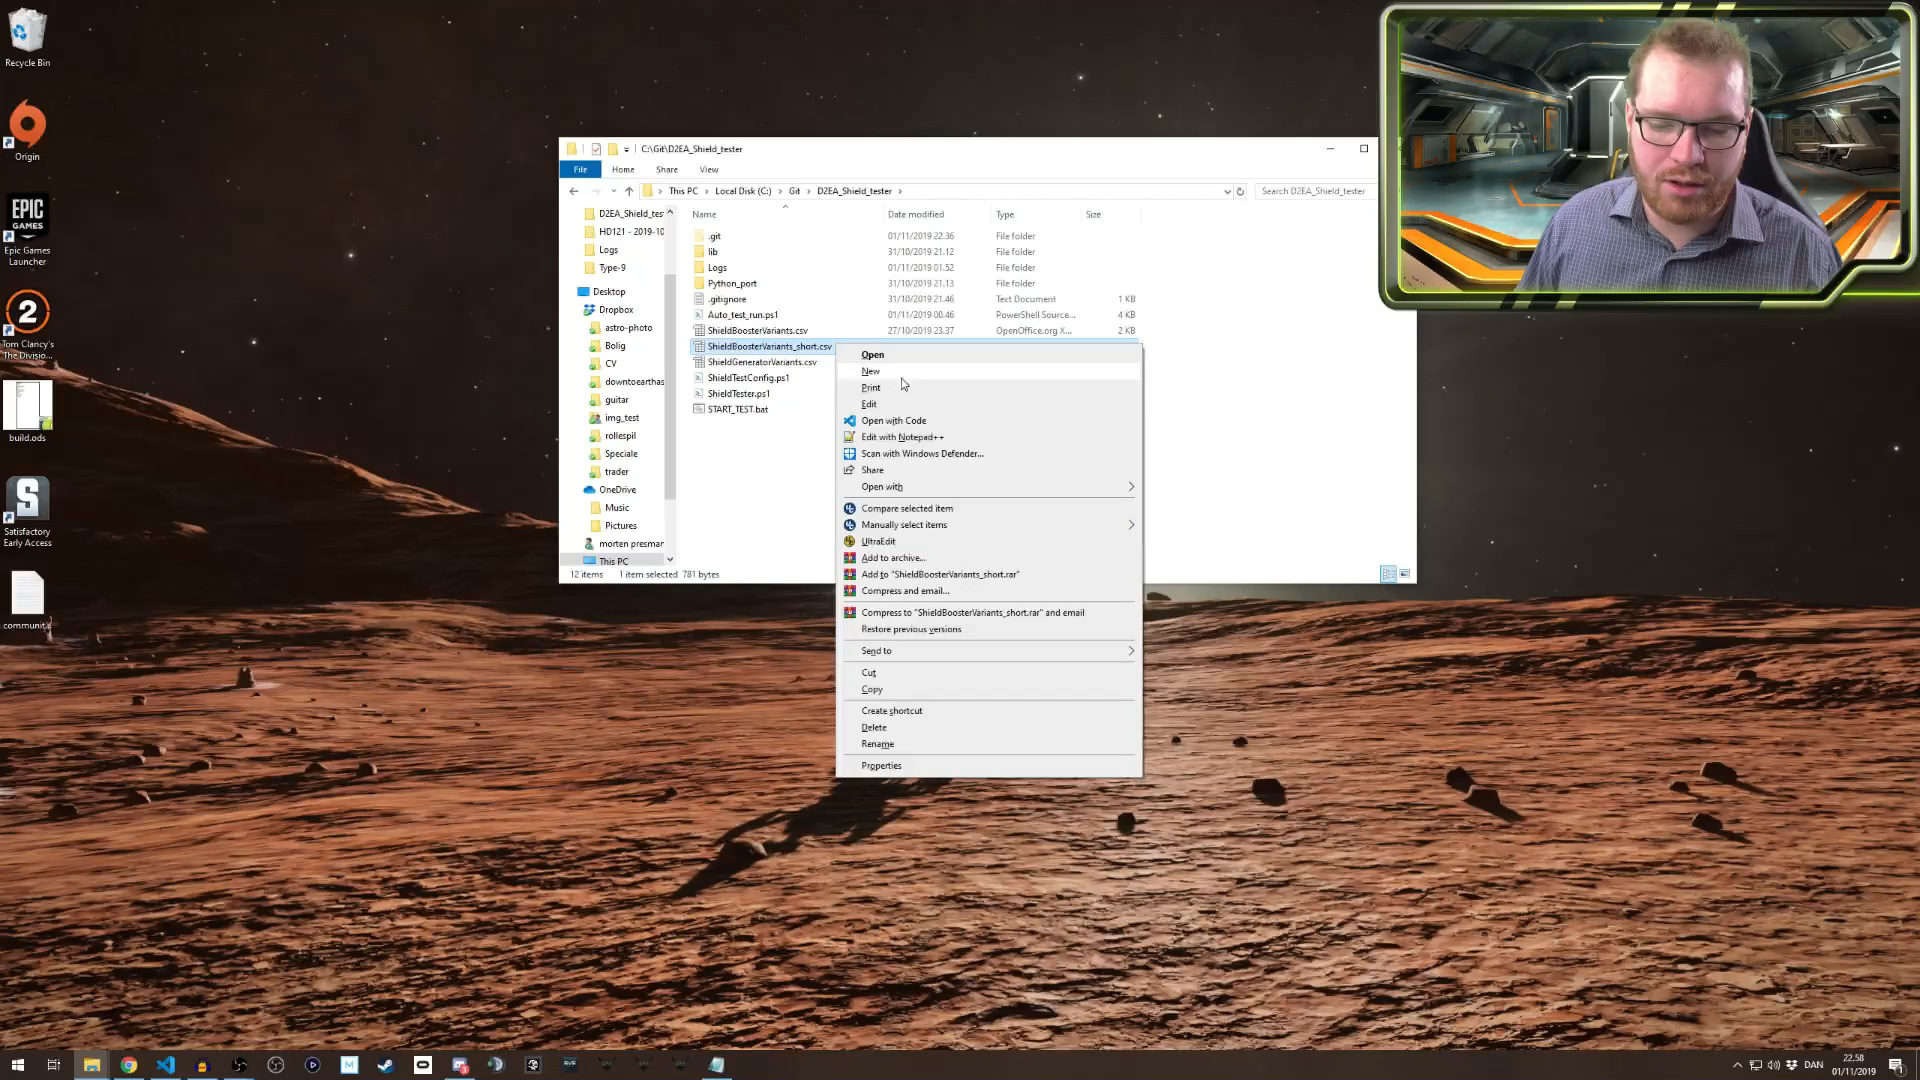 Recycle Bin
Origin
EPIC
GAMES
Epic Games
Launcher
2
Tom Clancy's
The Divisio...
build.ods
S
Satisfactory
Early Access
communit...
C:\Git\D2EA_Shield_tester
File Home Share View
This PC > Local Disk (C:) > Git > D2EA_Shield_tester >
Search D2EA_Shield_tester
D2EA_Shield_tes
HD121 - 2019-10
Logs
Type-9
Desktop
Dropbox
astro-photo
Bolig
CV
downtoearthas
guitar
img_test
rollespil
Speciale
trader
OneDrive
Music
Pictures
morten presmar
This PC
Name Date modified Type Size
.git 01/11/2019 22.36 File folder
lib 31/10/2019 21.12 File folder
Logs 01/11/2019 01.52 File folder
Python_port 31/10/2019 21.13 File folder
.gitignore 31/10/2019 21.46 Text Document 1 KB
Auto_test_run.ps1 01/11/2019 00.46 PowerShell Source... 4 KB
ShieldBoosterVariants.csv 27/10/2019 23.37 OpenOffice.org X... 2 KB
ShieldBoosterVariants_short.csv
ShieldGeneratorVariants.csv
ShieldTestConfig.ps1
ShieldTester.ps1
START_TEST.bat
12 items 1 item selected 781 bytes
Open
New
Print
Edit
Open with Code
Edit with Notepad++
Scan with Windows Defender...
Share
Open with
Compare selected item
Manually select items
UltraEdit
Add to archive...
Add to "ShieldBoosterVariants_short.rar"
Compress and email...
Compress to "ShieldBoosterVariants_short.rar" and email
Restore previous versions
Send to
Cut
Copy
Create shortcut
Delete
Rename
Properties
DAN
22.58
01/11/2019